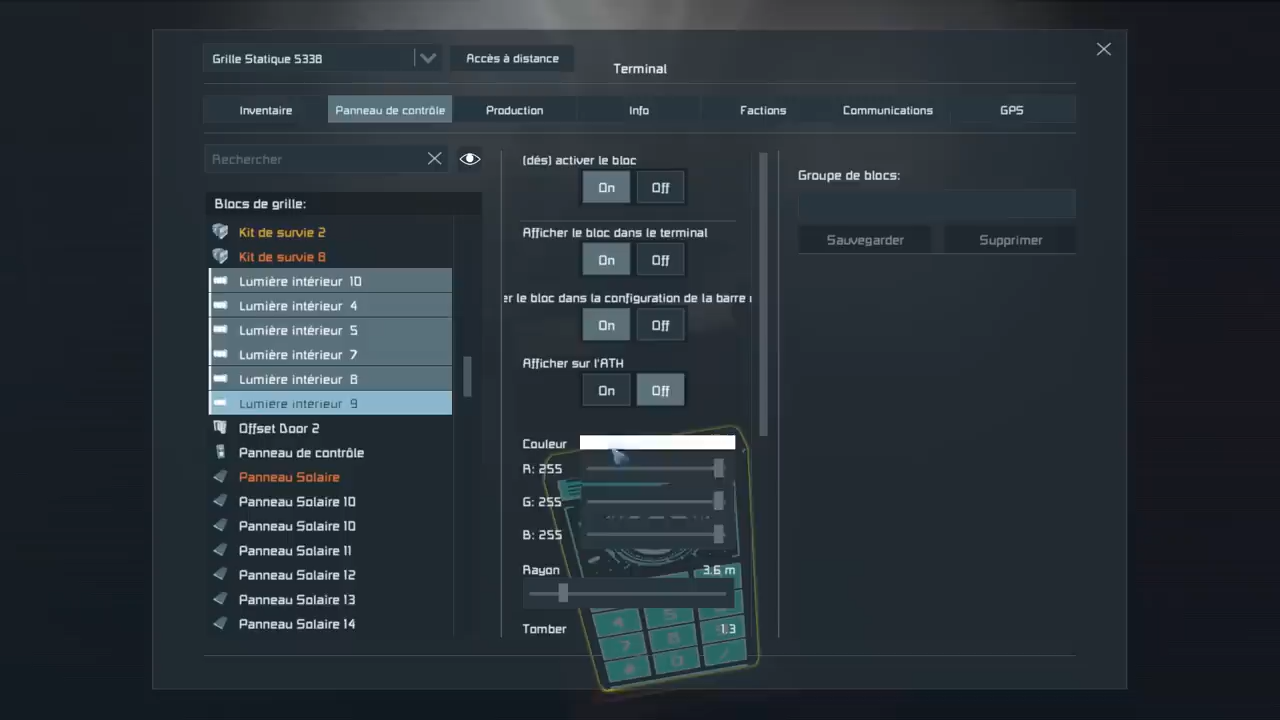 Grille Statique 5338
Accès à distance
Terminal
Inventaire
Panneau de contrôle
Production
Info
Factions
Communications
GPS
Rechercher
Blocs de grille:
Kit de survie 2
Kit de survie 8
Lumière intérieur 10
Lumière intérieur 4
Lumière intérieur 5
Lumière intérieur 7
Lumière intérieur 8
Lumière intérieur 9
Offset Door 2
Panneau de contrôle
Panneau Solaire
Panneau Solaire 10
Panneau Solaire 10
Panneau Solaire 11
Panneau Solaire 12
Panneau Solaire 13
Panneau Solaire 14
(dés) activer le bloc
On Off
Afficher le bloc dans le terminal
On Off
er le bloc dans la configuration de la barre
On Off
Afficher sur l'ATH
On Off
Couleur
R: 255
G: 255
B: 255
Rayon 3.6 m
Tomber 1.3
Groupe de blocs:
Sauvegarder
Supprimer